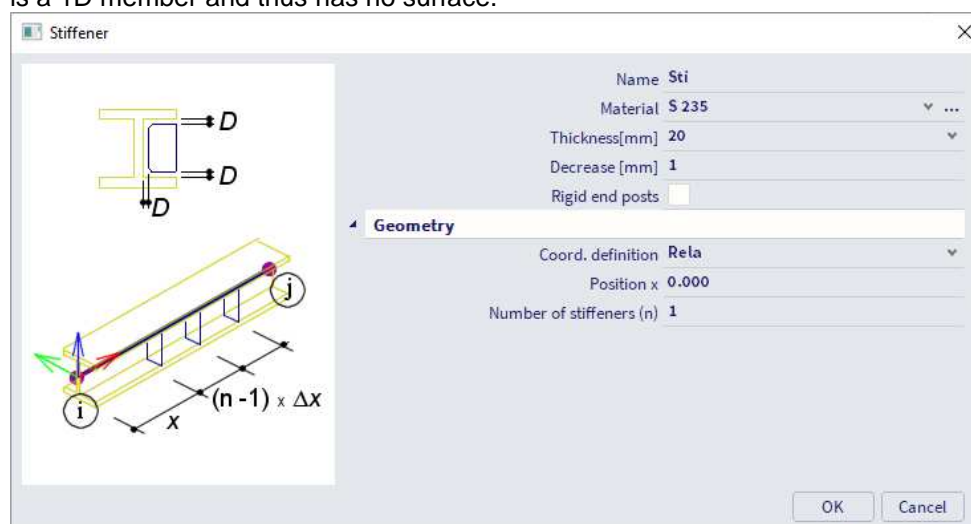 is a 1D member and thus has no surface.
Stiffener
D
D
D
i
j
x
(n -1) x Δx
Name Sti
Material S 235 ...
Thickness[mm] 20
Decrease [mm] 1
Rigid end posts
Geometry
Coord. definition Rela
Position x 0.000
Number of stiffeners (n) 1
OK Cancel